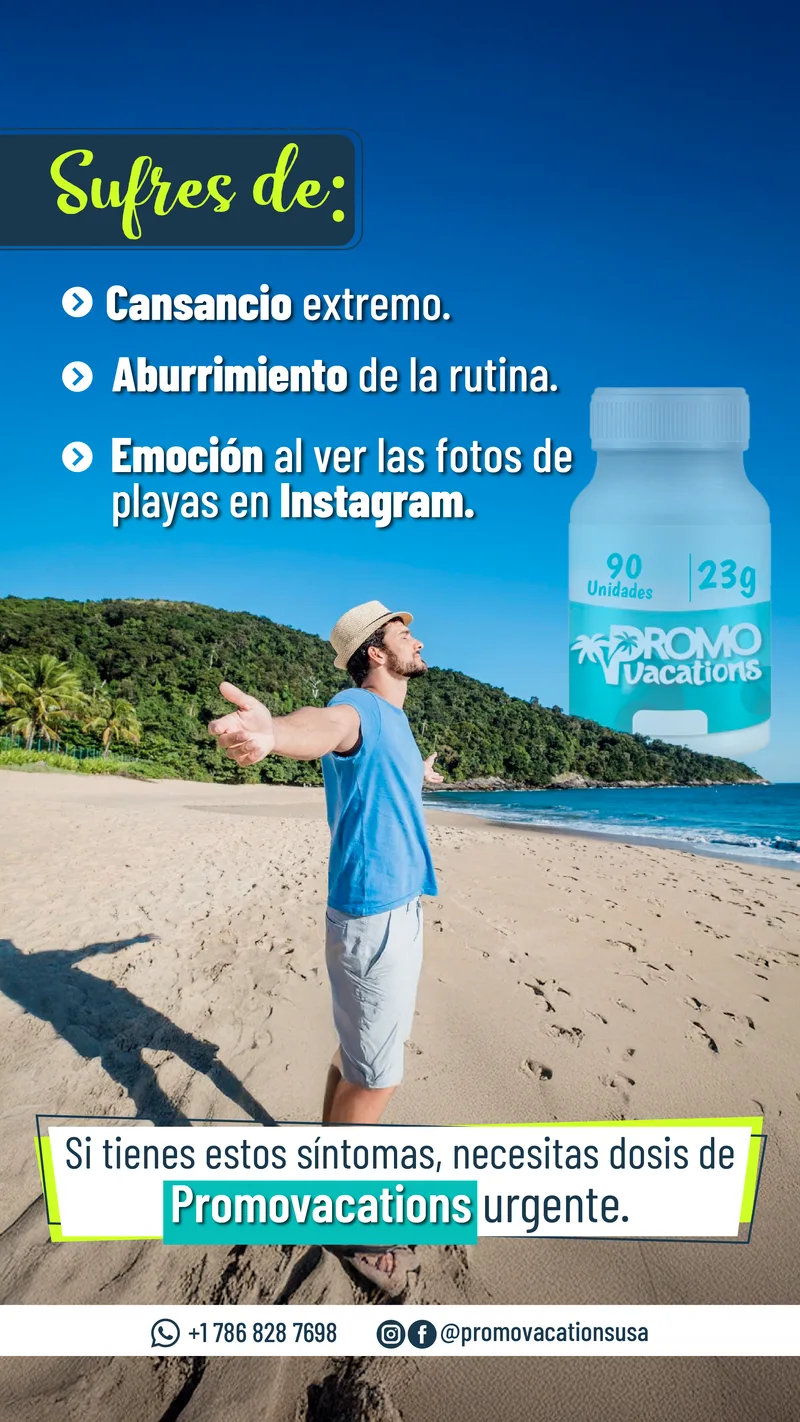 Sufres de:
Cansancio extremo.
Aburrimiento de la rutina.
Emoción al ver las fotos de
playas en Instagram.
90
Unidades
23g
PROMO
Vacations
Si tienes estos síntomas, necesitas dosis de
Promovacations urgente.
+1 786 828 7698
@promovacationsusa